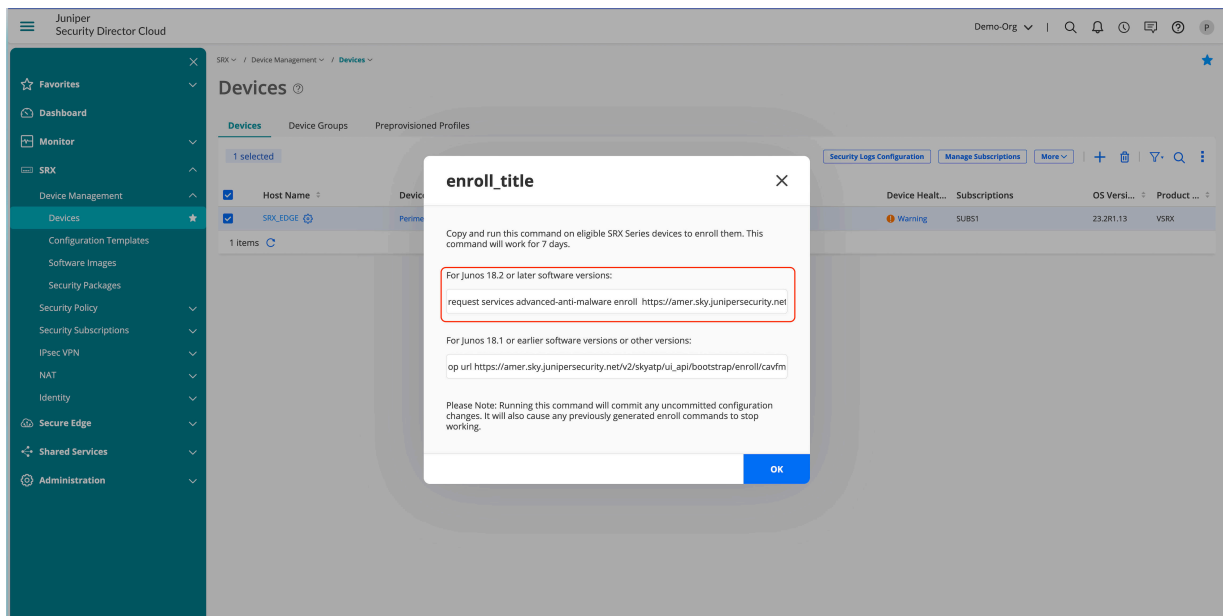 Juniper
Security Director Cloud
Demo-Org
P
SRX / Device Management / Devices
Favorites
Dashboard
Monitor
SRX
Device Management
Devices
Configuration Templates
Software Images
Security Packages
Security Policy
Security Subscriptions
IPsec VPN
NAT
Identity
Secure Edge
Shared Services
Administration
Devices
Devices Device Groups Preprovisioned Profiles
1 selected
Security Logs Configuration Manage Subscriptions More
Host Name Device Health... Subscriptions OS Versi... Product ...
SRX_EDGE Perime Warning SUBS1 23.2R1.13 VSRX
1 items
enroll_title
Copy and run this command on eligible SRX Series devices to enroll them. This
command will work for 7 days.
For Junos 18.2 or later software versions:
request services advanced-anti-malware enroll https://amer.sky.junipersecurity.net
For Junos 18.1 or earlier software versions or other versions:
op url https://amer.sky.junipersecurity.net/v2/skyatp/ui_api/bootstrap/enroll/cavfm
Please Note: Running this command will commit any uncommitted configuration
changes. It will also cause any previously generated enroll commands to stop
working.
OK